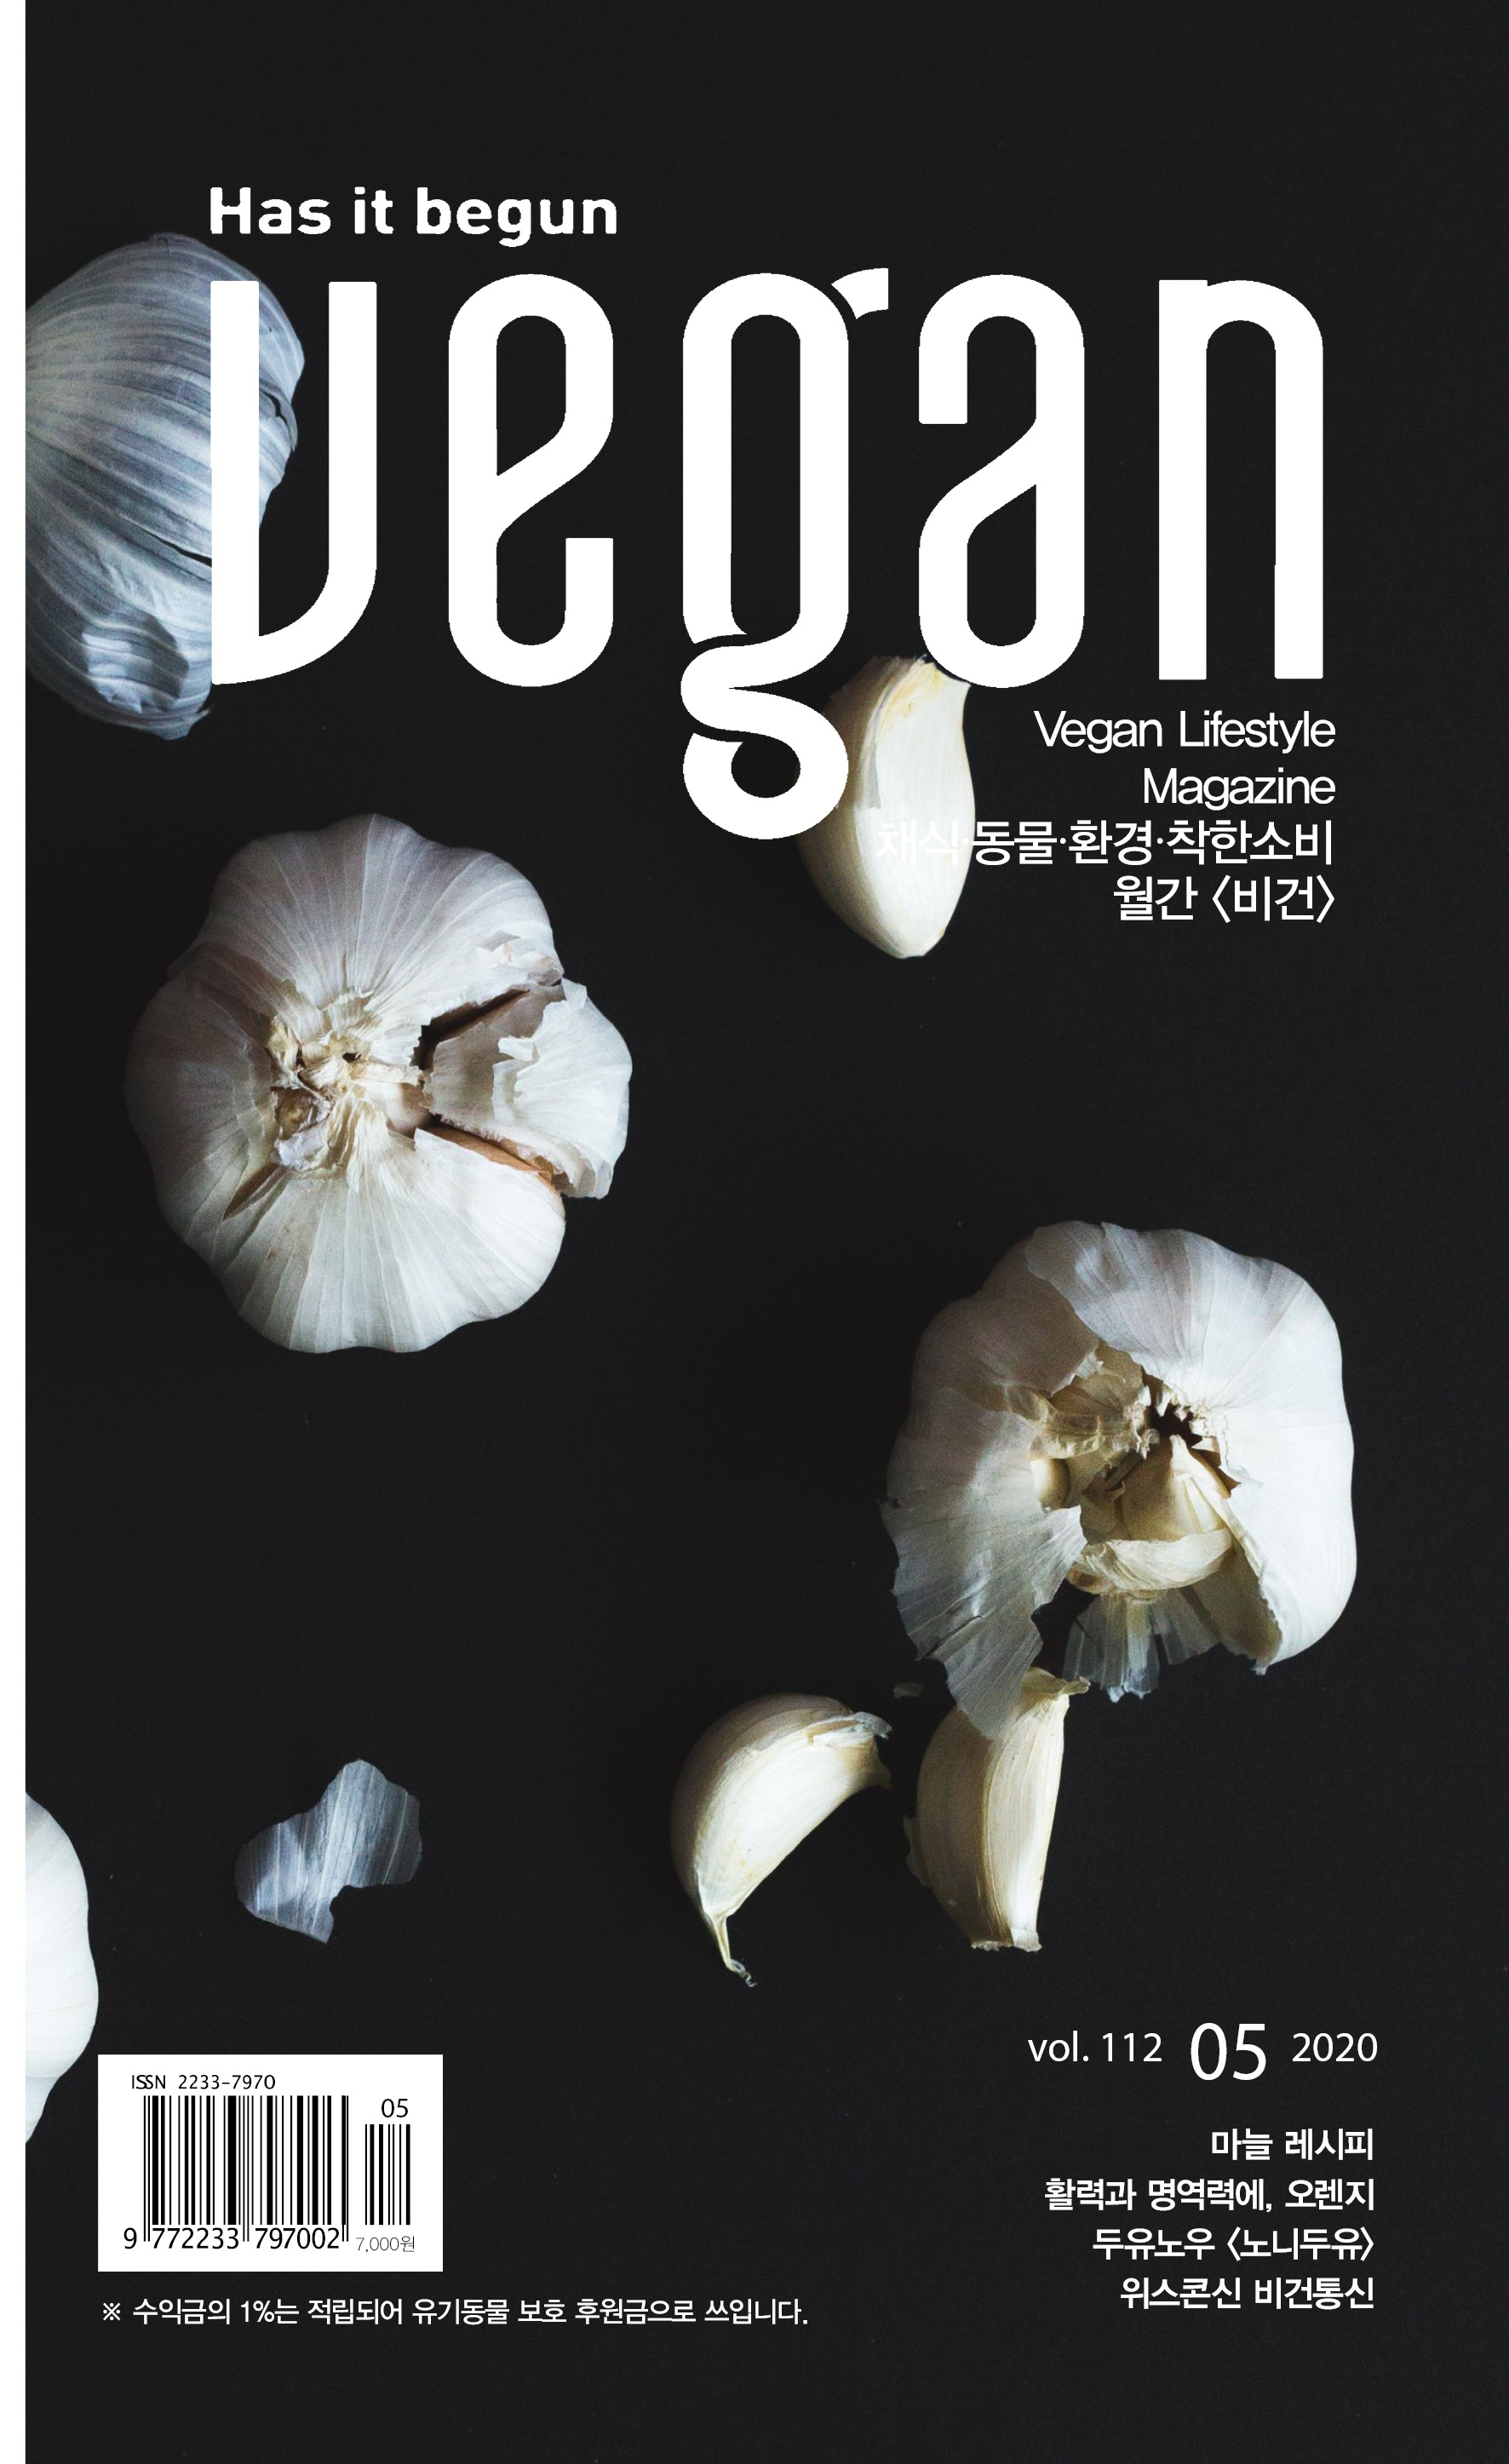 Has it begun
vegan
Vegan Lifestyle
Magazine
채식·동물·환경·착한소비
월간 〈비건〉
vol. 112 05 2020
마늘 레시피
활력과 명역력에, 오렌지
두유노우 〈노니두유〉
위스콘신 비건통신
ISSN 2233-7970
05
9 772233 797002
7,000원
※ 수익금의 1%는 적립되어 유기동물 보호 후원금으로 쓰입니다.